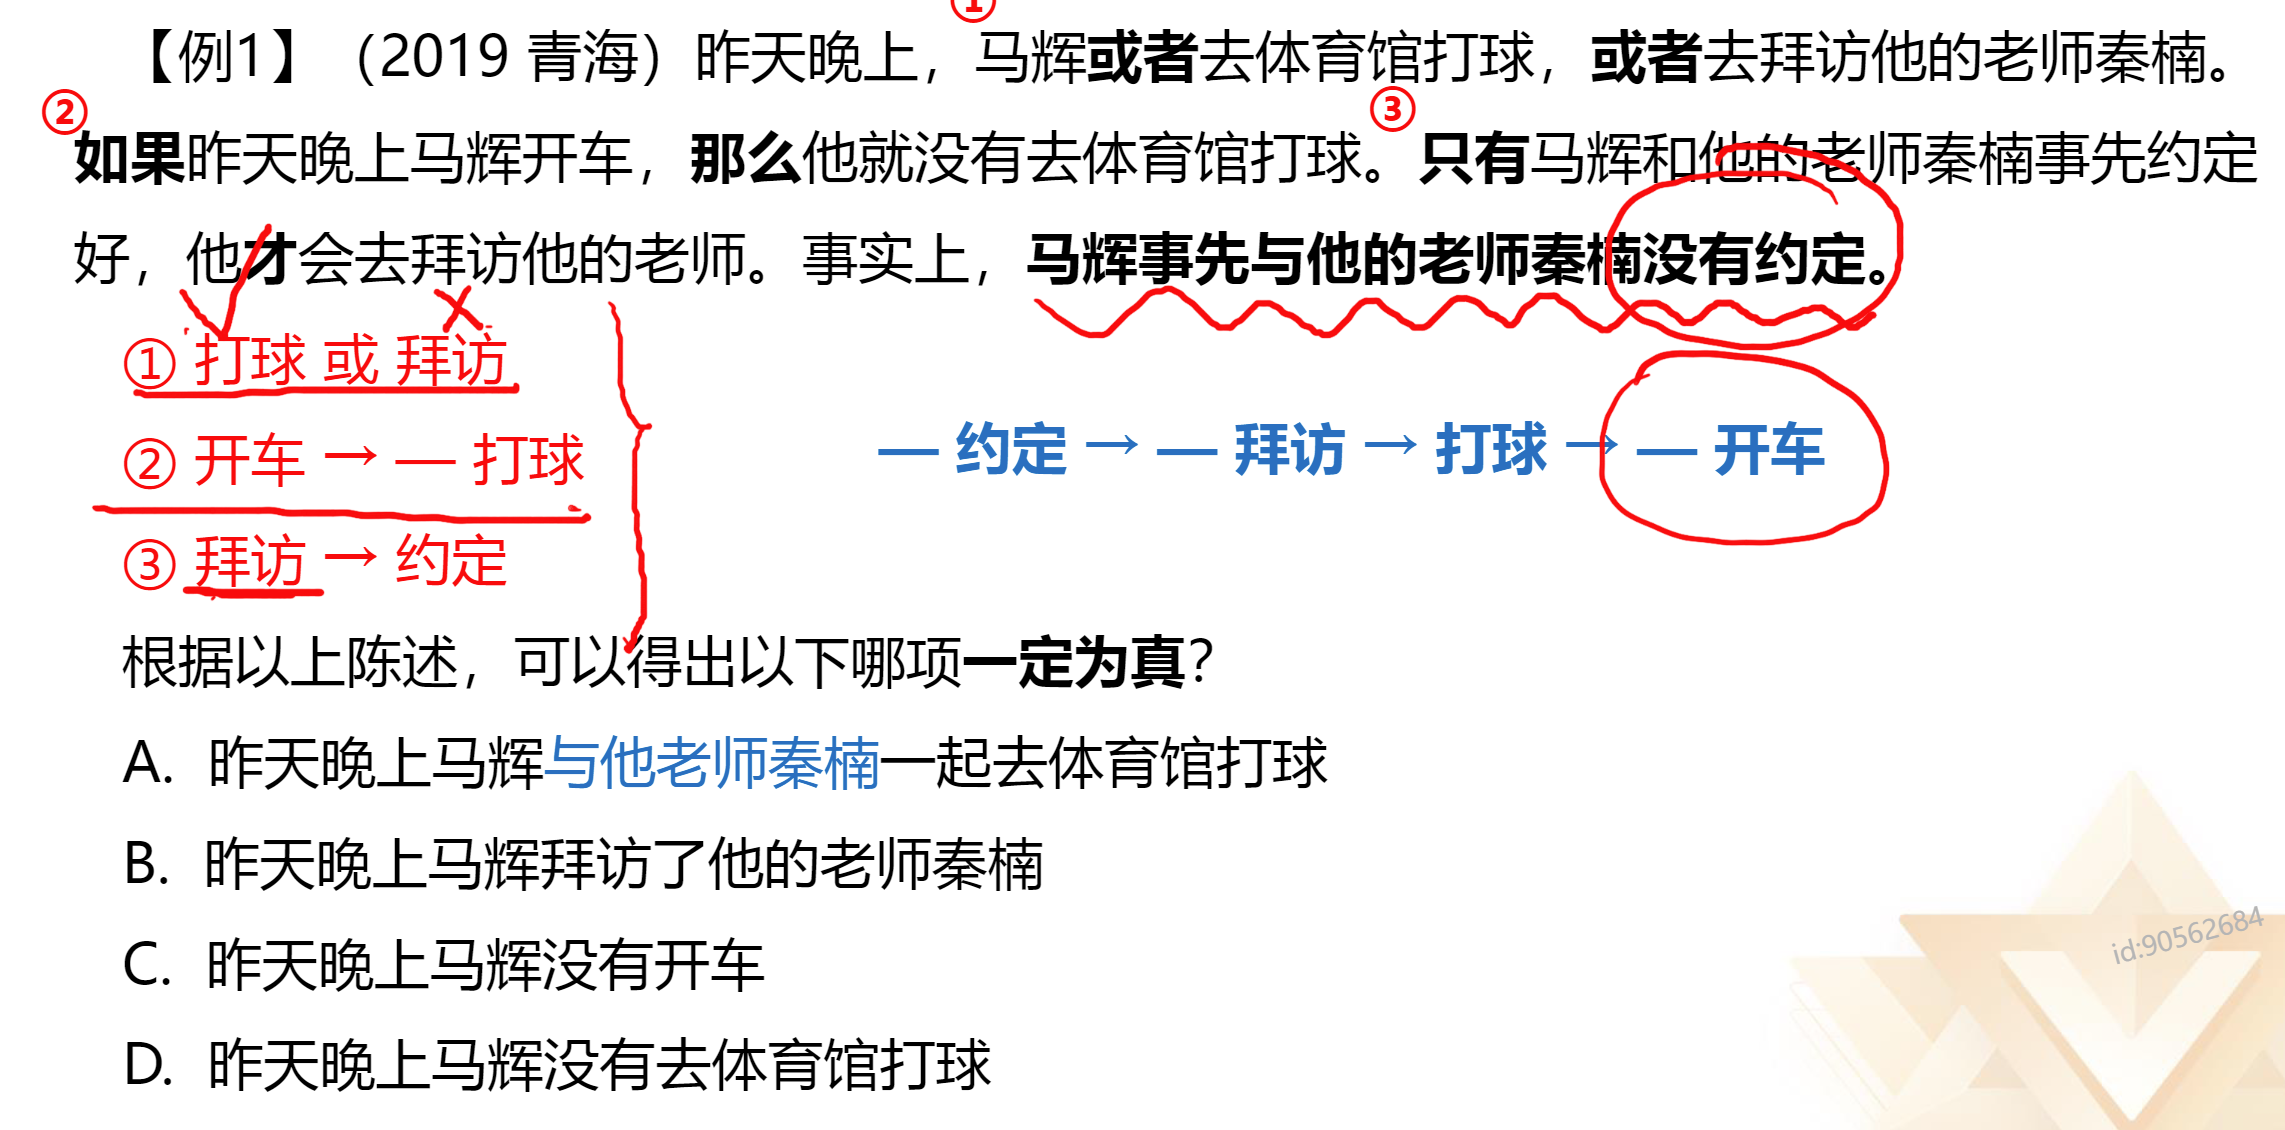 ①
【例1】（2019 青海）昨天晚上，马辉或者去体育馆打球，或者去拜访他的老师秦楠。
② ③
如果昨天晚上马辉开车，那么他就没有去体育馆打球。只有马辉和他的老师秦楠事先约定
好，他才会去拜访他的老师。事实上，马辉事先与他的老师秦楠没有约定。
① 打球 或 拜访
② 开车 → — 打球
③ 拜访 → 约定
— 约定 → — 拜访 → 打球 → — 开车
根据以上陈述，可以得出以下哪项一定为真？
A. 昨天晚上马辉与他老师秦楠一起去体育馆打球
B. 昨天晚上马辉拜访了他的老师秦楠
C. 昨天晚上马辉没有开车
D. 昨天晚上马辉没有去体育馆打球
id:90562684